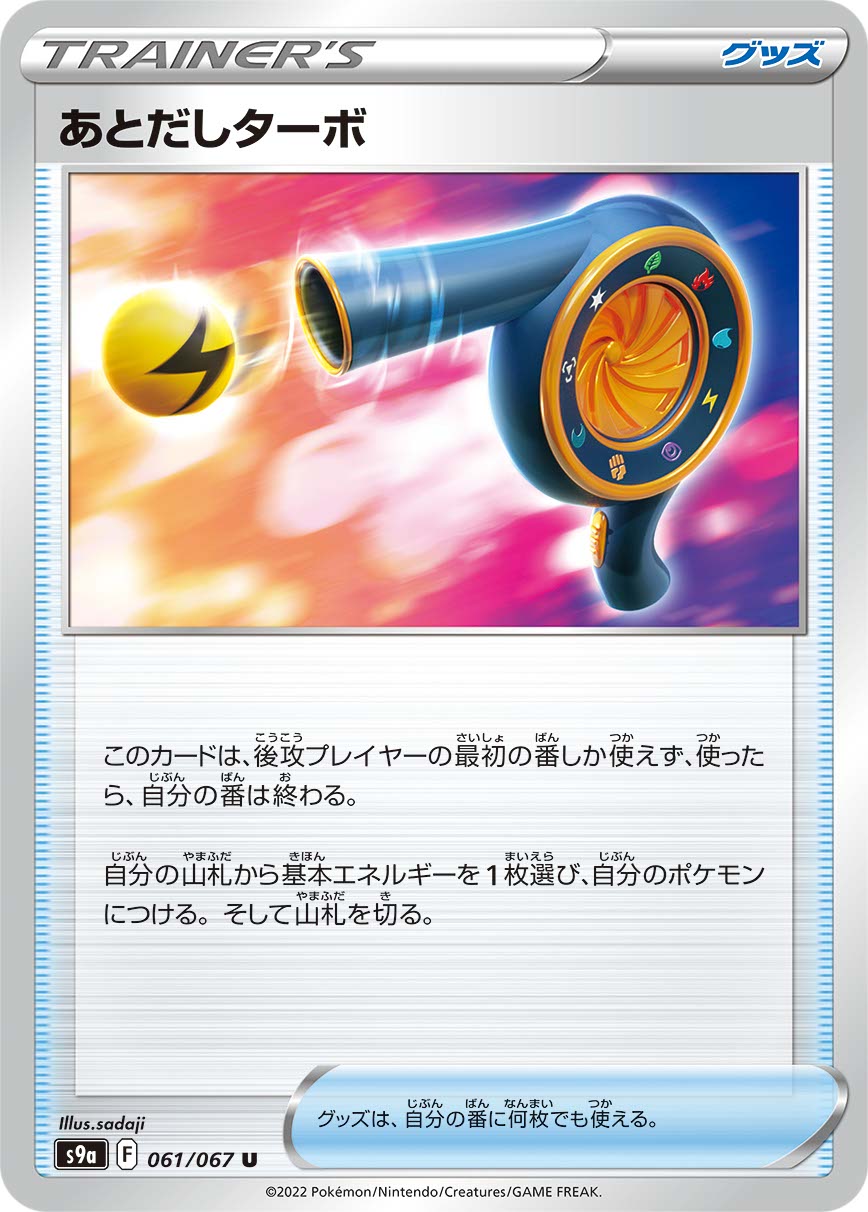 TRAINER'S グッズ
あとだしターボ
このカードは、後攻プレイヤーの最初の番しか使えず、使った
ら、自分の番は終わる。
自分の山札から基本エネルギーを1枚選び、自分のポケモン
につける。そして山札を切る。
グッズは、自分の番に何枚でも使える。
Illus.sadaji
s9a F 061/067 U
©2022 Pokémon/Nintendo/Creatures/GAME FREAK.